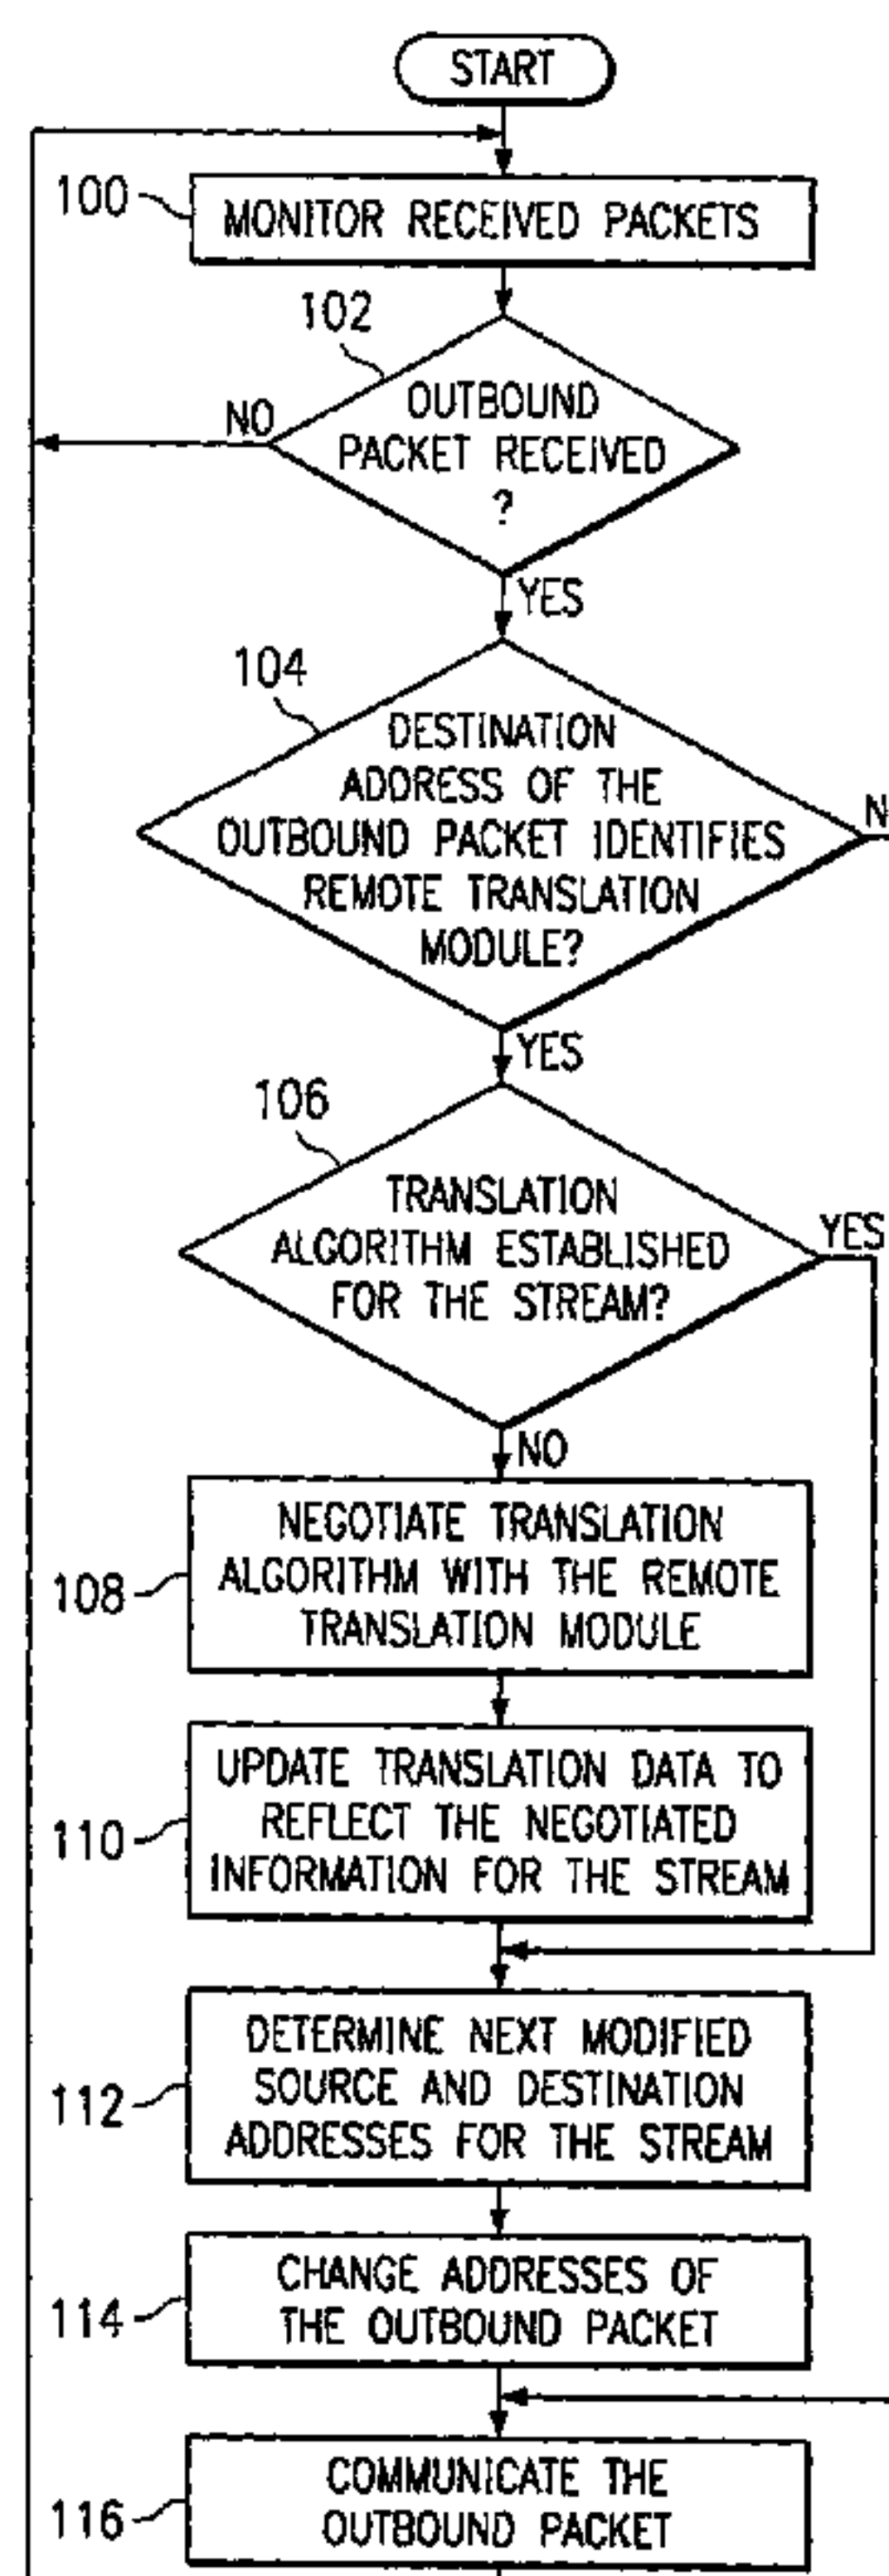 START
100
MONITOR RECEIVED PACKETS
102
NO
OUTBOUND
PACKET RECEIVED
?
YES
104
DESTINATION
ADDRESS OF THE
OUTBOUND PACKET IDENTIFIES
REMOTE TRANSLATION
MODULE?
N
YES
106
TRANSLATION
ALGORITHM ESTABLISHED
FOR THE STREAM?
YES
NO
108
NEGOTIATE TRANSLATION
ALGORITHM WITH THE REMOTE
TRANSLATION MODULE
110
UPDATE TRANSLATION DATA TO
REFLECT THE NEGOTIATED
INFORMATION FOR THE STREAM
112
DETERMINE NEXT MODIFIED
SOURCE AND DESTINATION
ADDRESSES FOR THE STREAM
114
CHANGE ADDRESSES OF
THE OUTBOUND PACKET
116
COMMUNICATE THE
OUTBOUND PACKET